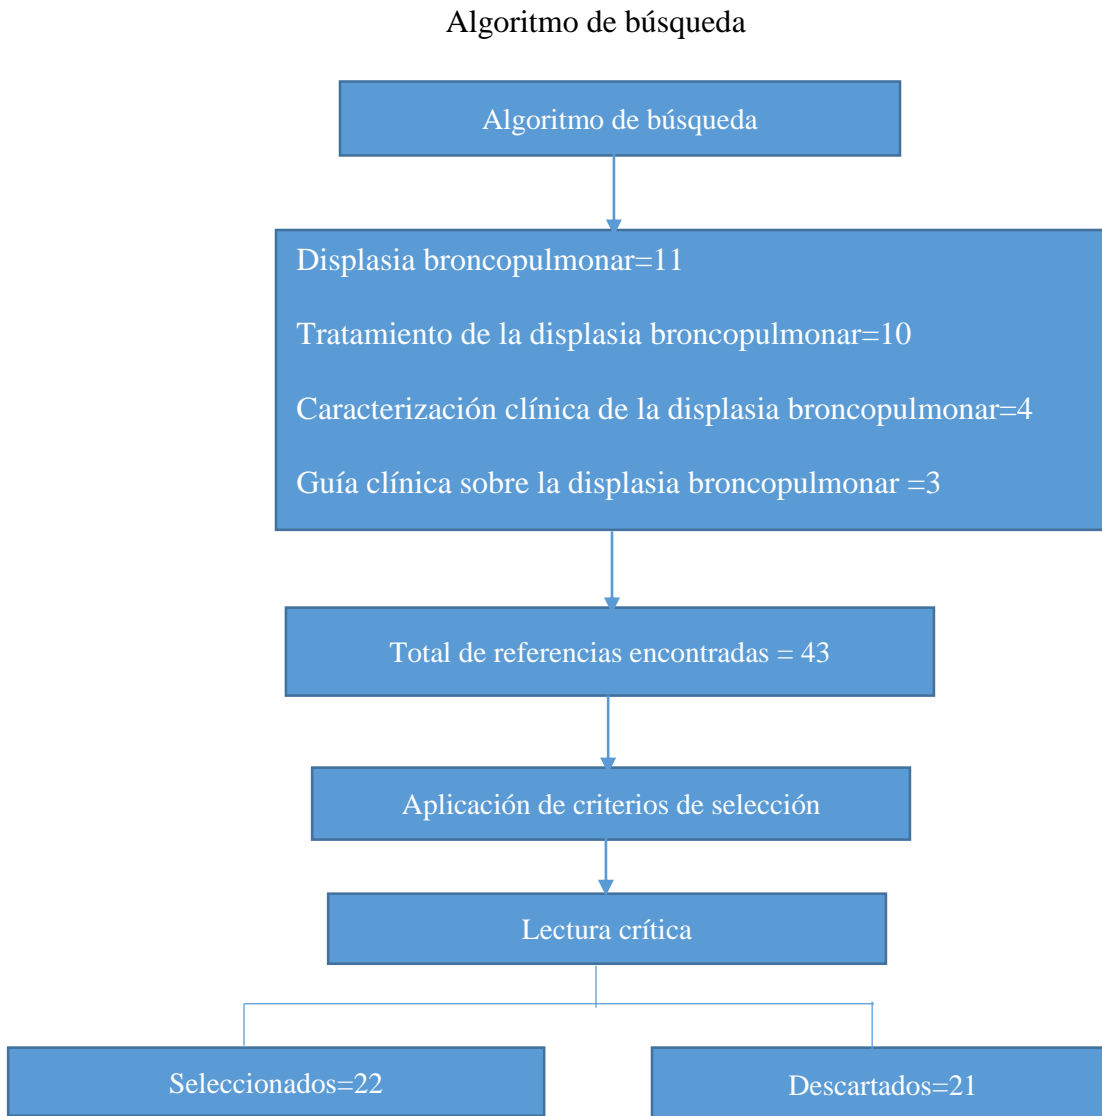 Algoritmo de búsqueda
Algoritmo de búsqueda
Displasia broncopulmonar=11
Tratamiento de la displasia broncopulmonar=10
Caracterización clínica de la displasia broncopulmonar=4
Guía clínica sobre la displasia broncopulmonar =3
Total de referencias encontradas = 43
Aplicación de criterios de selección
Lectura crítica
Seleccionados=22
Descartados=21